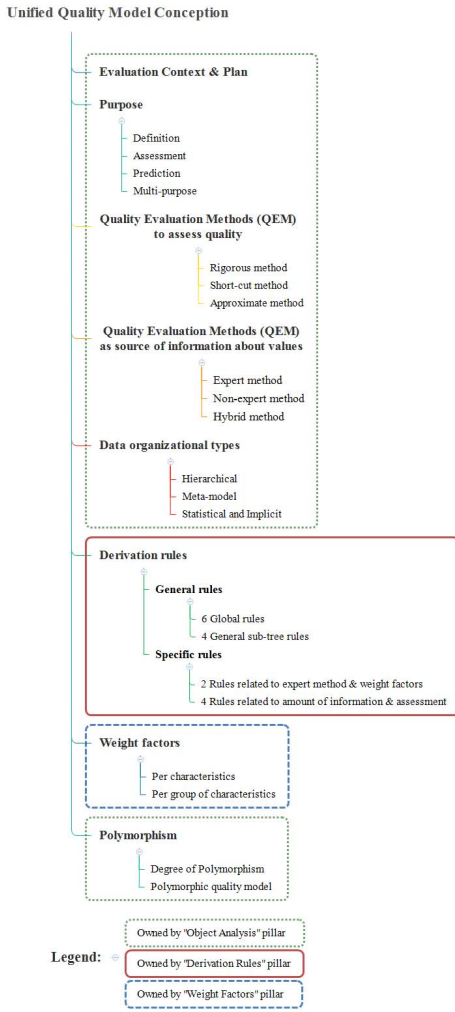 Unified Quality Model Conception
Evaluation Context & Plan
Purpose
Definition
Assessment
Prediction
Multi-purpose
Quality Evaluation Methods (QEM)
to assess quality
Rigorous method
Short-cut method
Approximate method
Quality Evaluation Methods (QEM)
as source of information about values
Expert method
Non-expert method
Hybrid method
Data organizational types
Hierarchical
Meta-model
Statistical and Implicit
Derivation rules
General rules
6 Global rules
4 General sub-tree rules
Specific rules
2 Rules related to expert method & weight factors
4 Rules related to amount of information & assessment
Weight factors
Per characteristics
Per group of characteristics
Polymorphism
Degree of Polymorphism
Polymorphic quality model
Legend:
Owned by "Object Analysis" pillar
Owned by "Derivation Rules" pillar
Owned by "Weight Factors" pillar